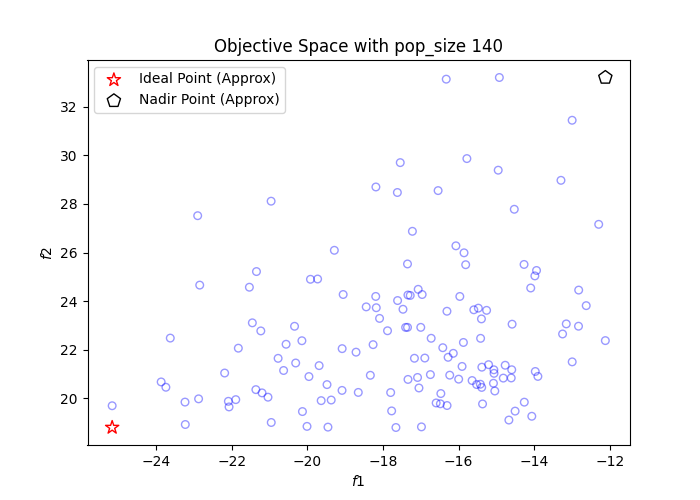 Objective Space with pop_size 140
Ideal Point (Approx)
Nadir Point (Approx)
32
30
28
26
24
22
20
f2
−24 −22 −20 −18 −16 −14 −12
f1